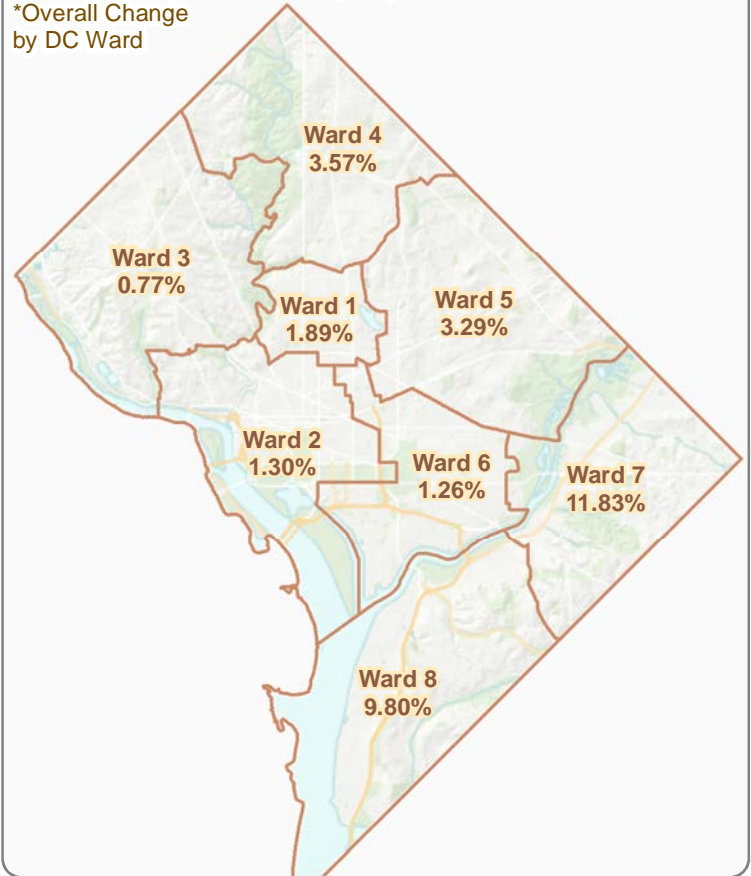 *Overall Change
by DC Ward
Ward 4
3.57%
Ward 3
0.77%
Ward 1
1.89%
Ward 5
3.29%
Ward 2
1.30%
Ward 6
1.26%
Ward 7
11.83%
Ward 8
9.80%